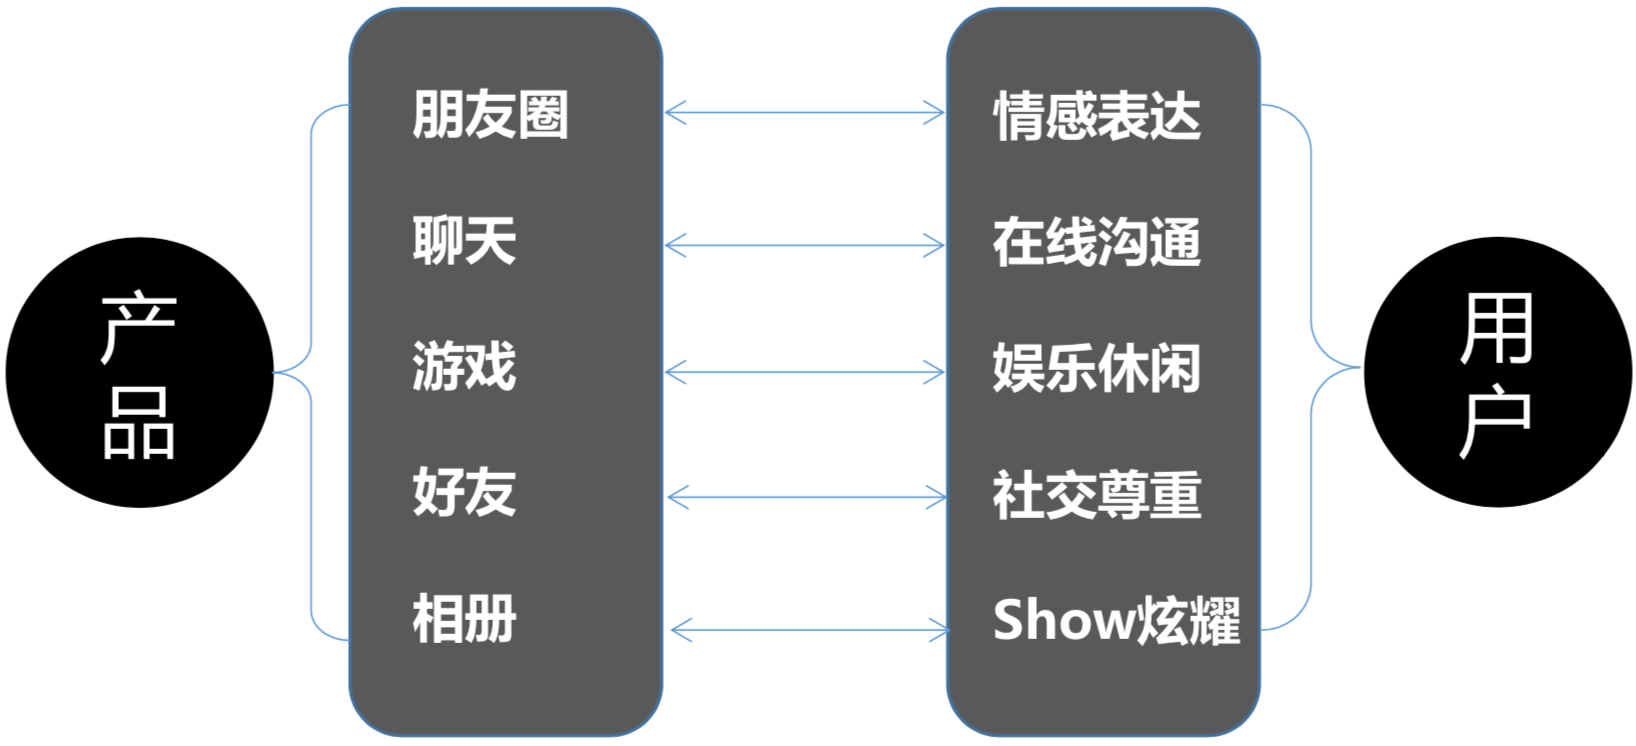 产品
朋友圈
聊天
游戏
好友
相册
情感表达
在线沟通
娱乐休闲
社交尊重
Show炫耀
用户